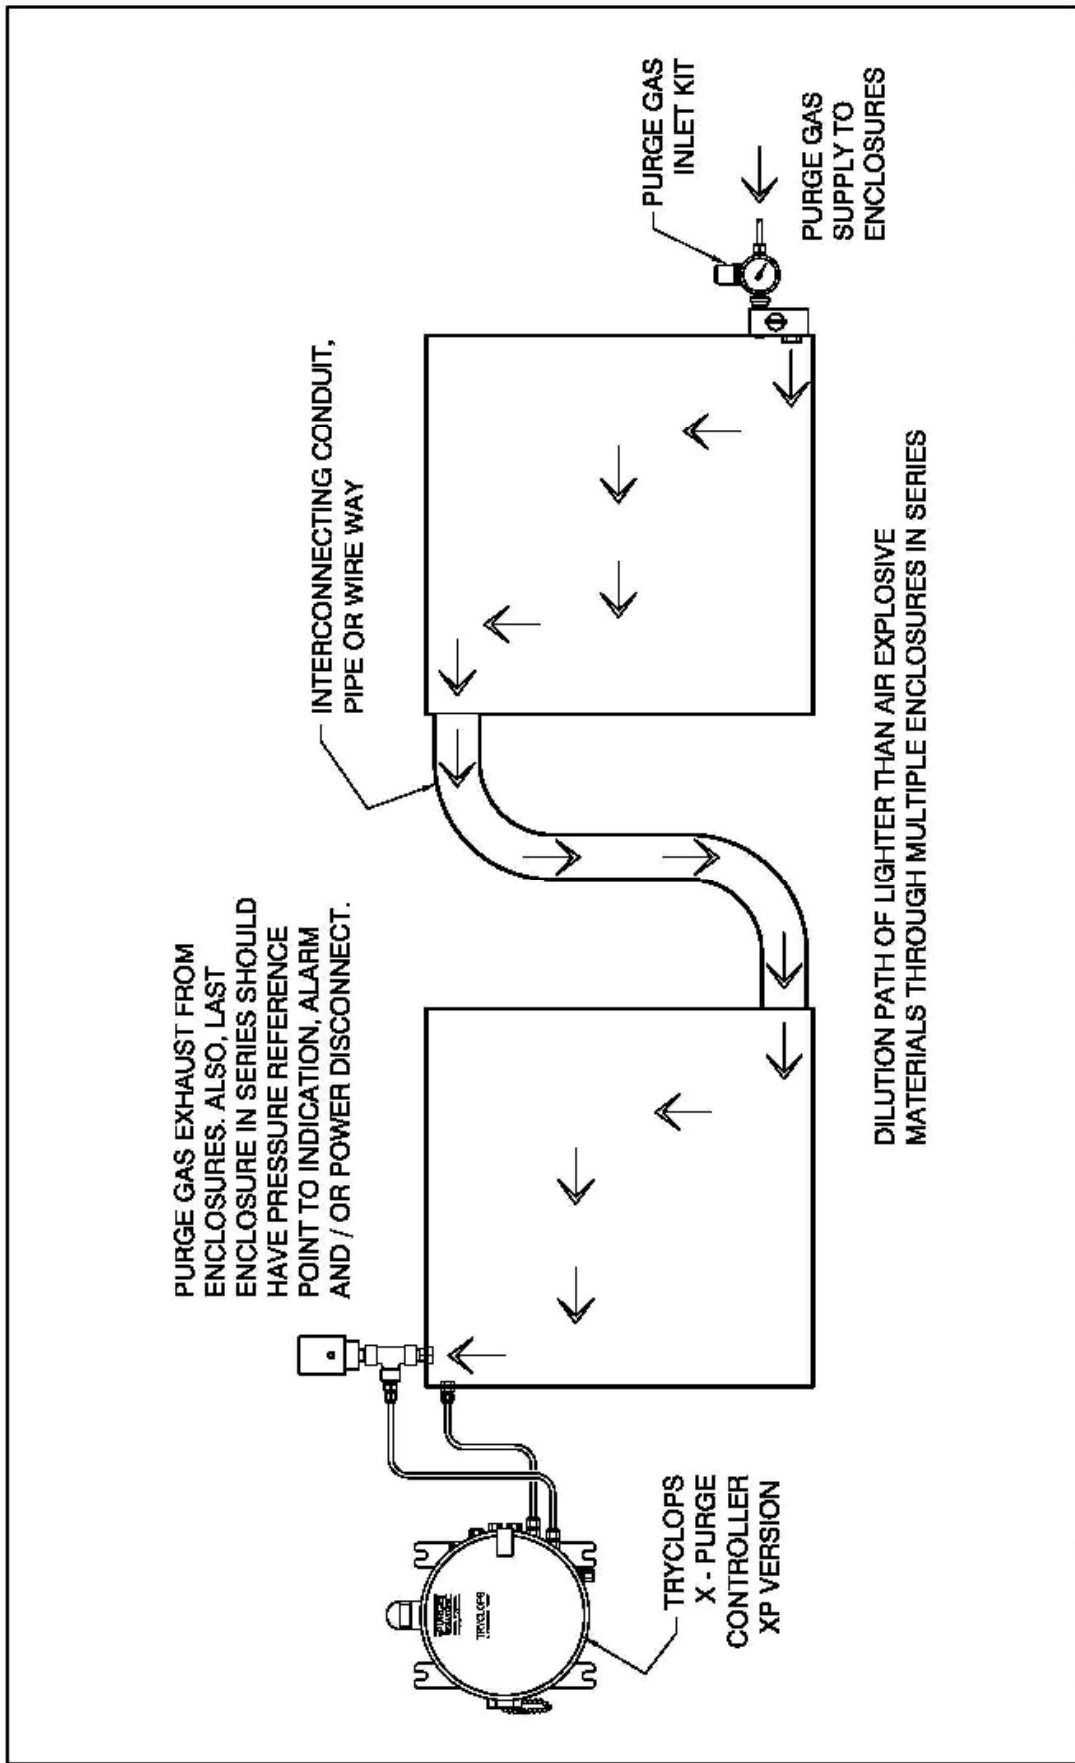 PURGE GAS EXHAUST FROM
ENCLOSURES. ALSO, LAST
ENCLOSURE IN SERIES SHOULD
HAVE PRESSURE REFERENCE
POINT TO INDICATION, ALARM
AND / OR POWER DISCONNECT.
INTERCONNECTING CONDUIT,
PIPE OR WIRE WAY
PURGE GAS
INLET KIT
PURGE GAS
SUPPLY TO
ENCLOSURES
TRYCLOPS
TRYCLOPS
X - PURGE
CONTROLLER
XP VERSION
DILUTION PATH OF LIGHTER THAN AIR EXPLOSIVE
MATERIALS THROUGH MULTIPLE ENCLOSURES IN SERIES